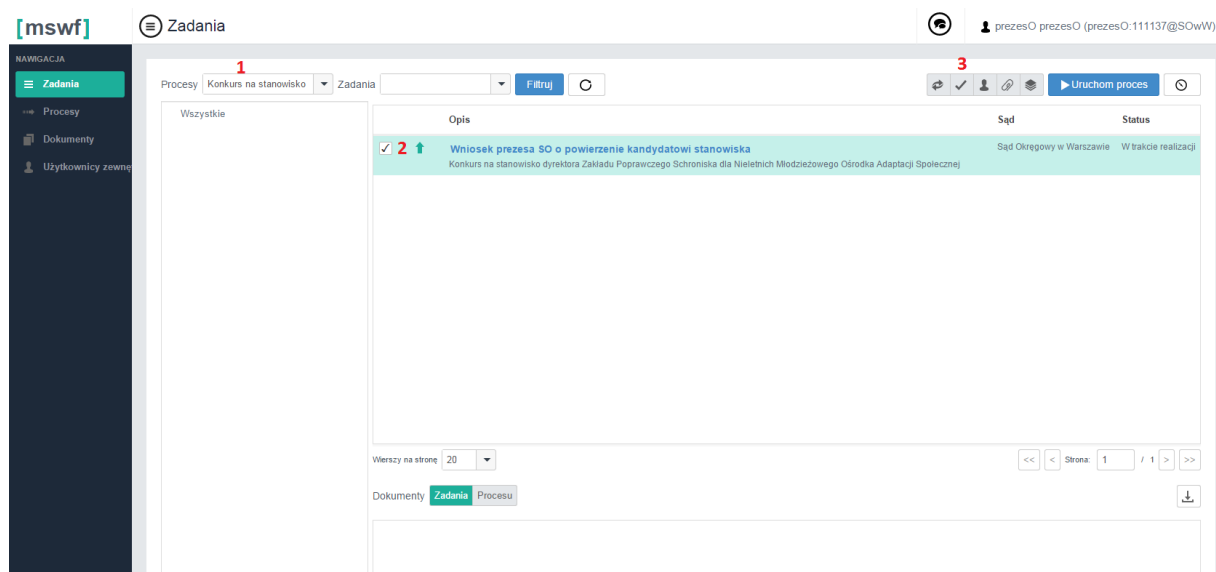 [mswf]
Zadania
prezesO prezesO (prezesO:111137@SOwW)
NAWIGACJA
Zadania
Procesy
Dokumenty
Użytkownicy zewnę
1
3
Procesy Konkurs na stanowisko Zadania Filtruj Uruchom proces
Wszystkie
Opis Sąd Status
2 Wniosek prezesa SO o powierzenie kandydatowi stanowiska Sąd Okręgowy w Warszawie W trakcie realizacji
Konkurs na stanowisko dyrektora Zakładu Poprawczego Schroniska dla Nieletnich Młodzieżowego Ośrodka Adaptacji Społecznej
Wierszy na stronę 20 << < Strona: 1 / 1 > >>
Dokumenty Zadania Procesu